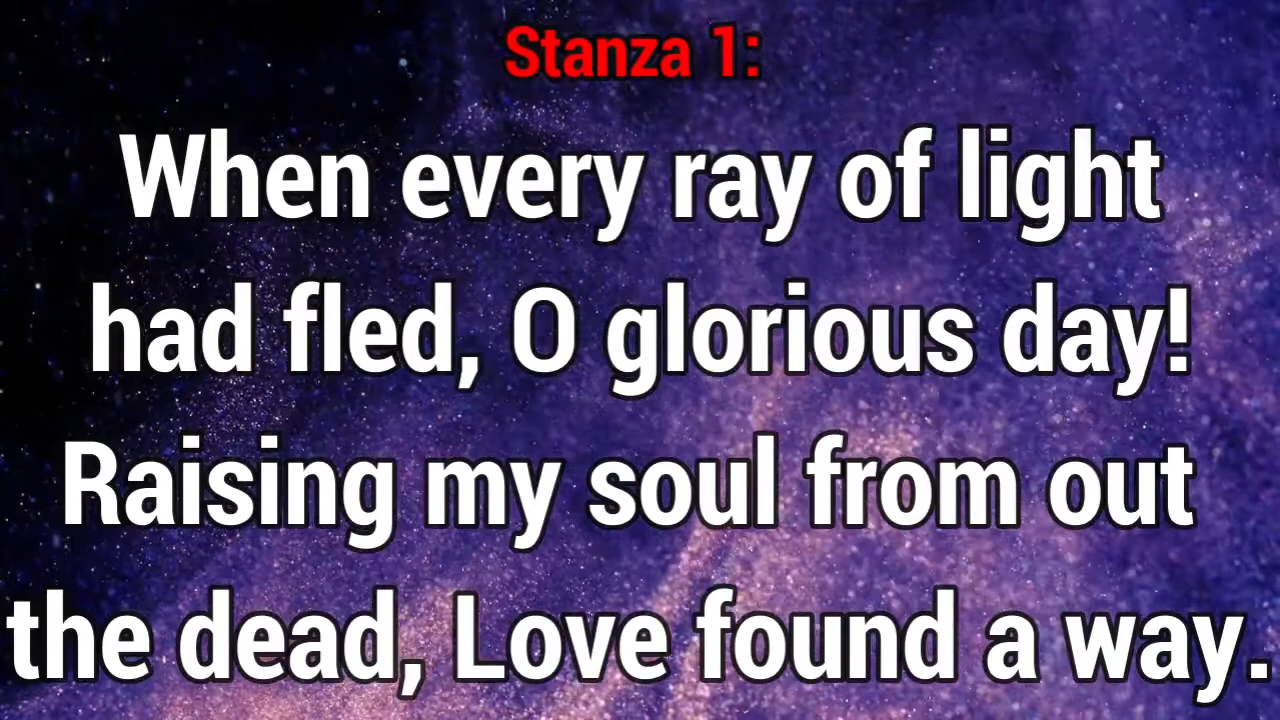 Stanza 1:
When every ray of light
had fled, O glorious day!
Raising my soul from out
the dead, Love found a way.